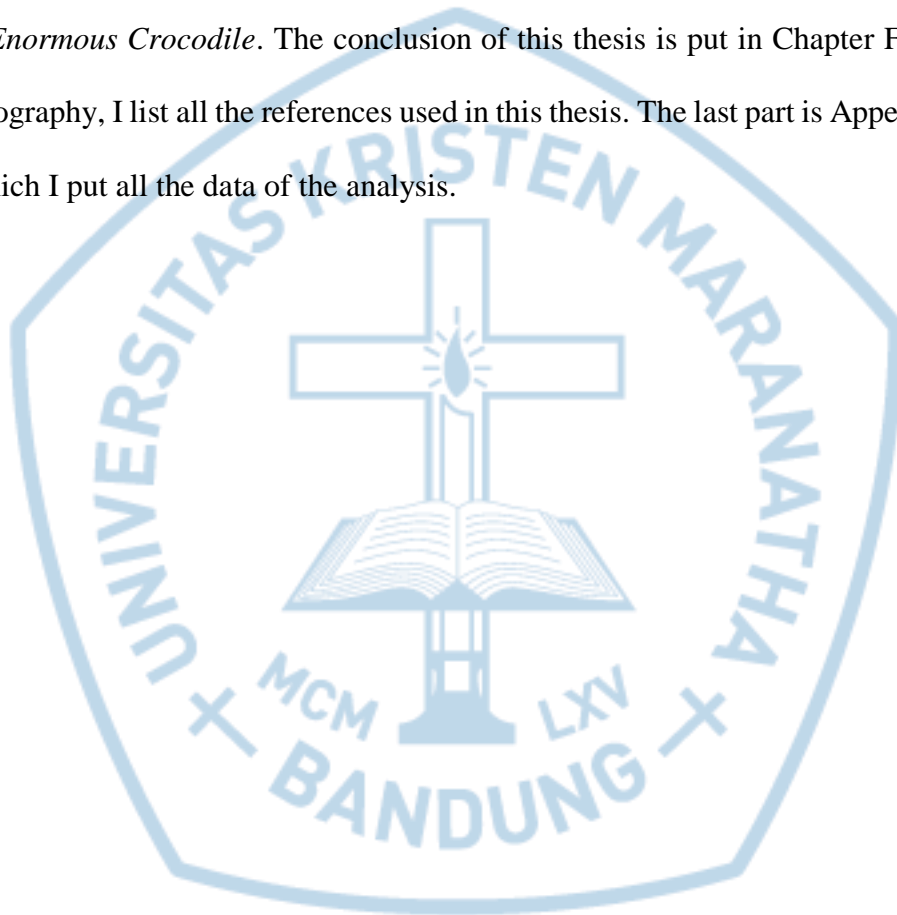 Enormous Crocodile. The conclusion of this thesis is put in Chapter F
ography, I list all the references used in this thesis. The last part is Appe
ich I put all the data of the analysis.
UNIVERSITAS KRISTEN MARANATHA
MCM LXV
+ BANDUNG +